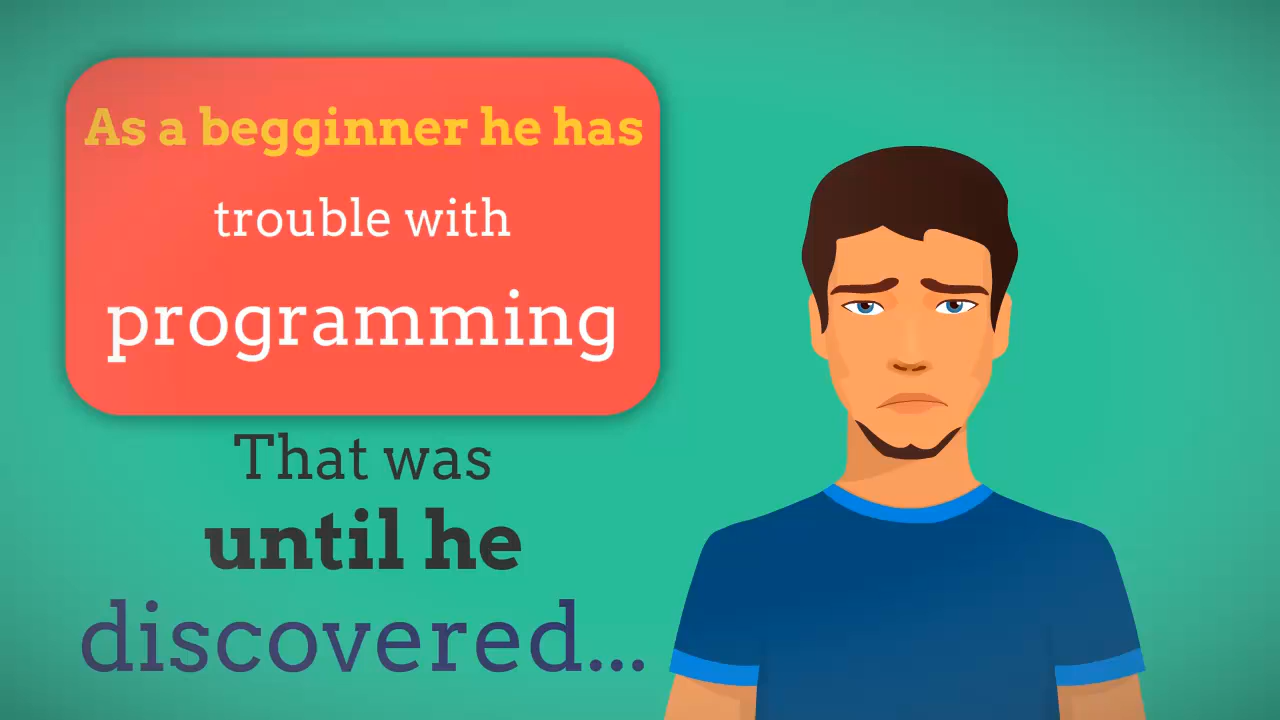 As a begginner he has
trouble with
programming
That was
until he
discovered...